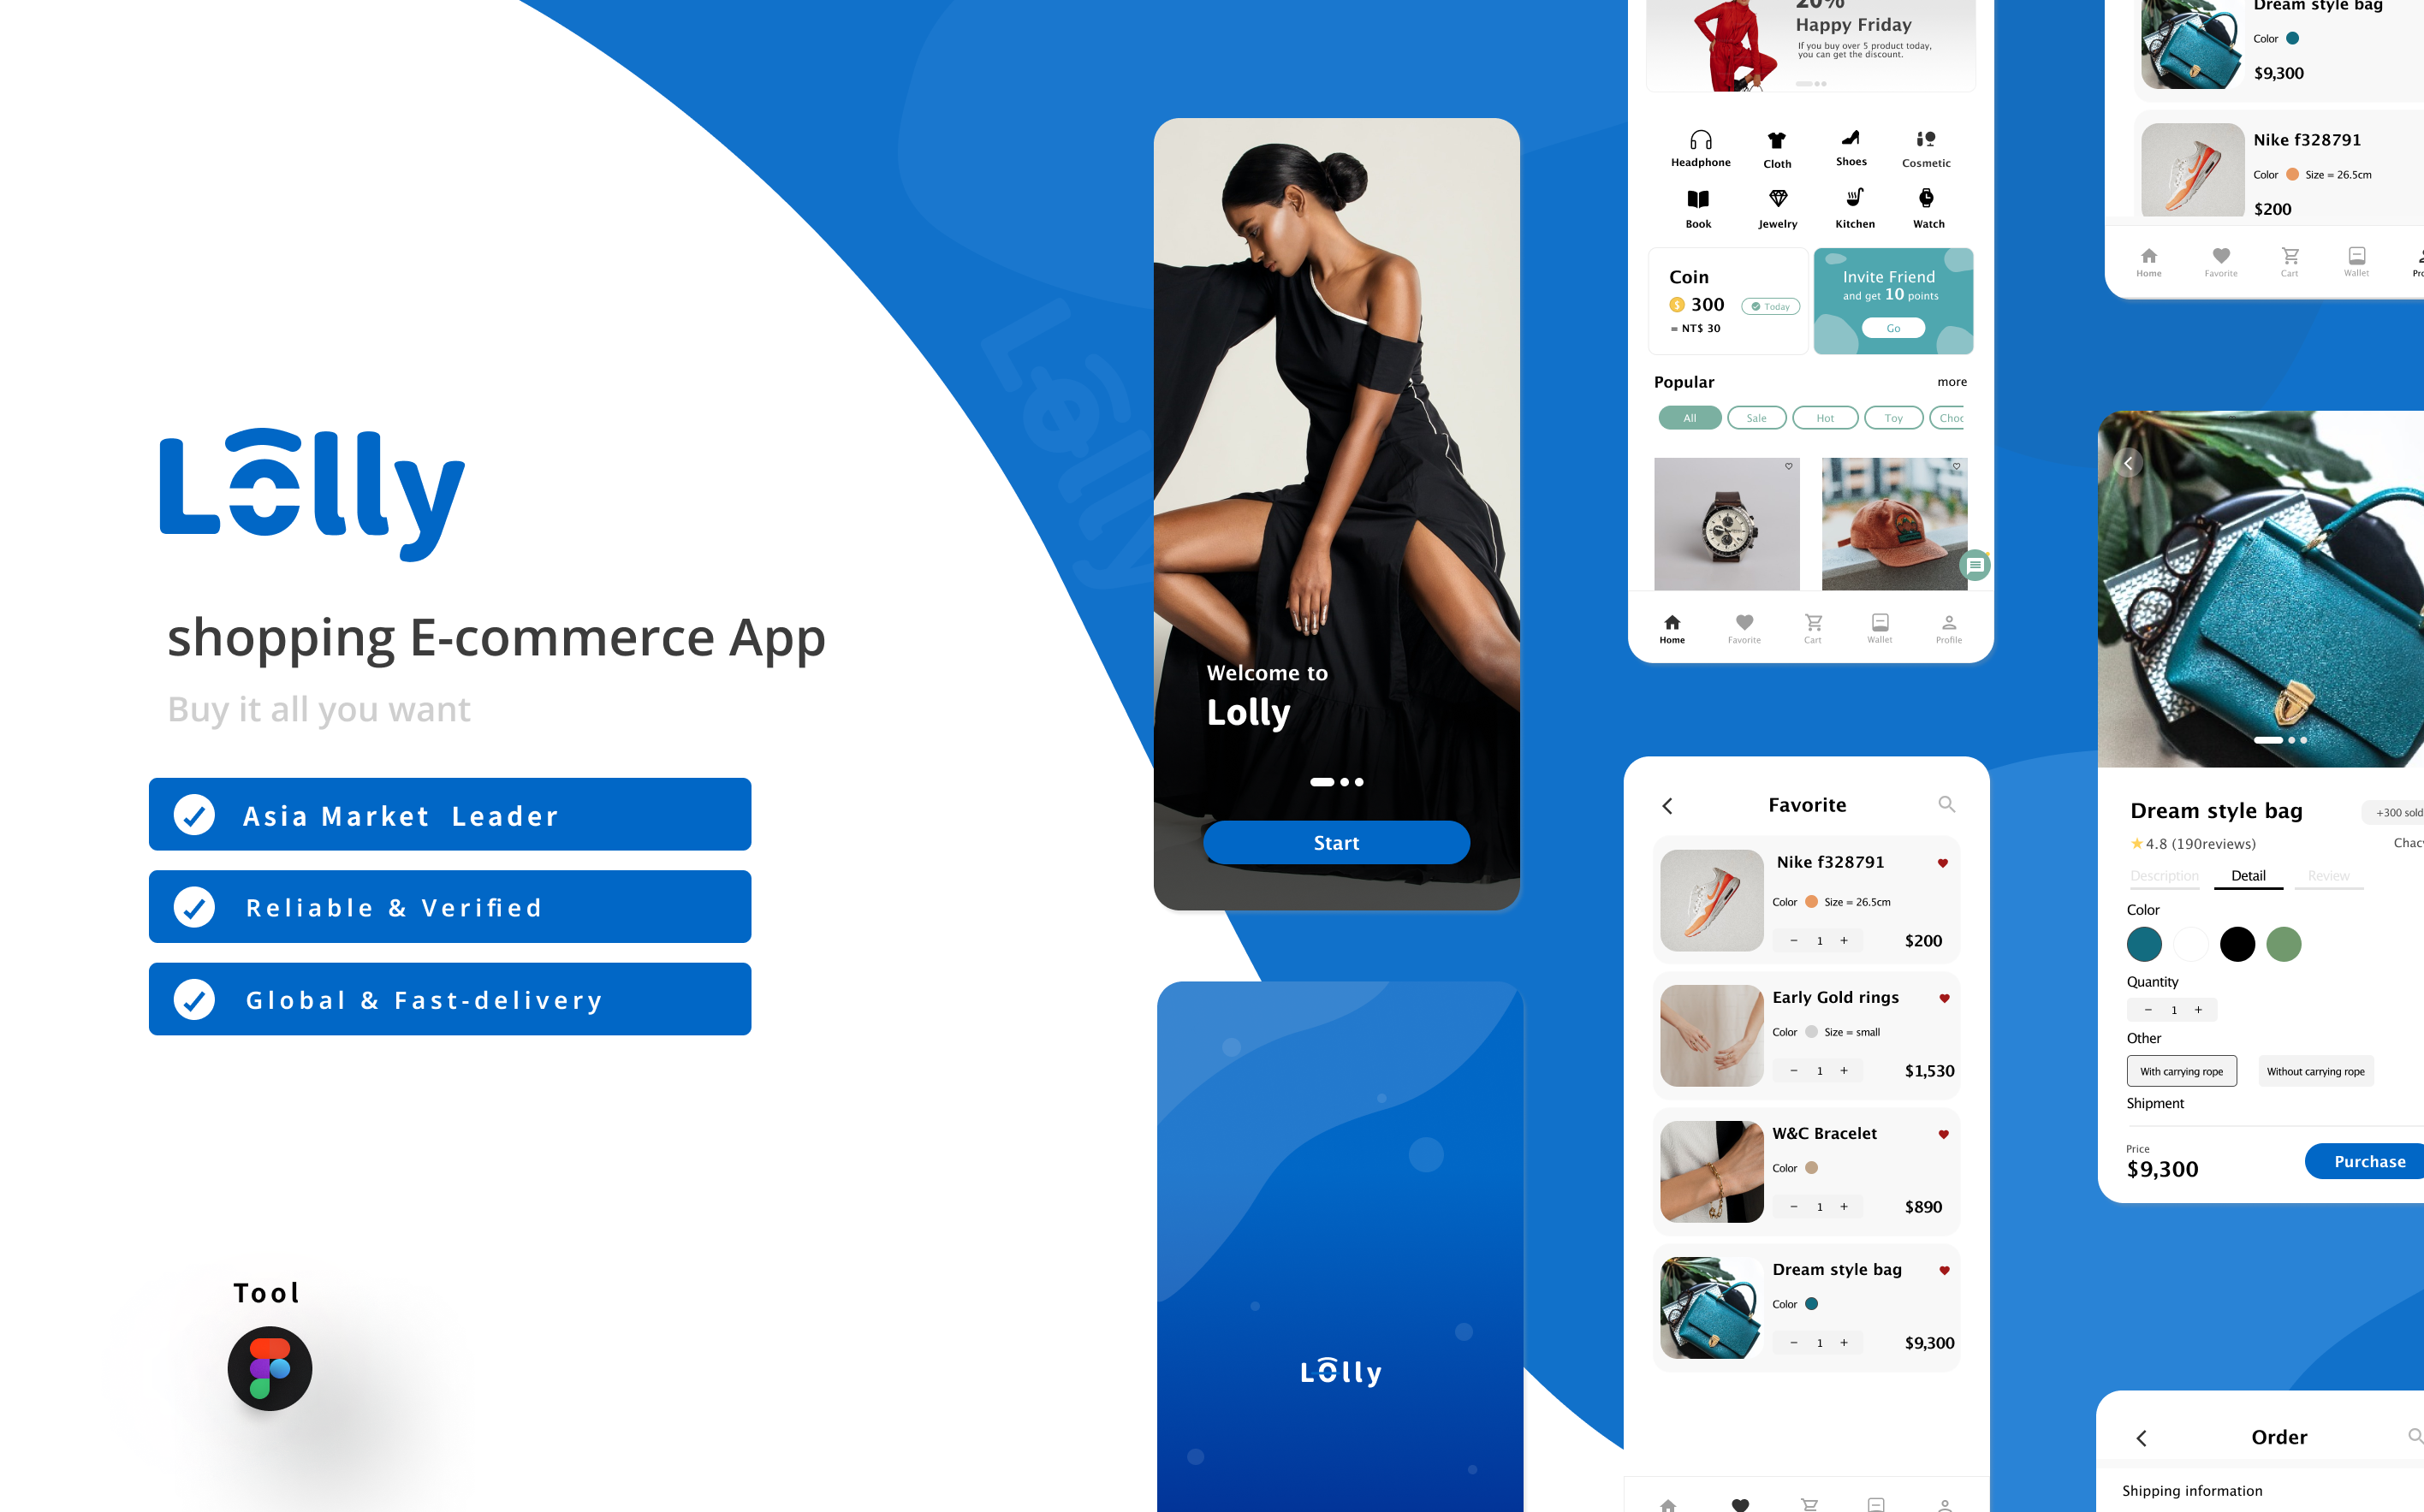 Lolly
shopping E-commerce App
Buy it all you want
Asia Market Leader
Reliable & Verified
Global & Fast-delivery
Tool
Lolly
Welcome to
Lolly
Start
Lolly
20%
Happy Friday
If you buy over 5 product today,
you can get the discount.
Headphone Cloth Shoes Cosmetic
Book Jewelry Kitchen Watch
Coin
300
Today
= NT$ 30
Invite Friend
and get 10 points
Go
Popular more
All Sale Hot Toy
Home Favorite Cart Wallet Profile
Favorite
Nike f328791
Color Size = 26.5cm
− 1 + $200
Early Gold rings
Color Size = small
− 1 + $1,530
W&C Bracelet
Color
− 1 + $890
Dream style bag
Color
− 1 + $9,300
Dream style bag
Color
$9,300
Nike f328791
Color Size = 26.5cm
$200
Home Favorite Cart Wallet
Dream style bag +300 sold
4.8 (190reviews)
Description Detail Review
Color
Quantity
− 1 +
Other
With carrying rope Without carrying rope
Shipment
Price
$9,300
Purchase
Order
Shipping information